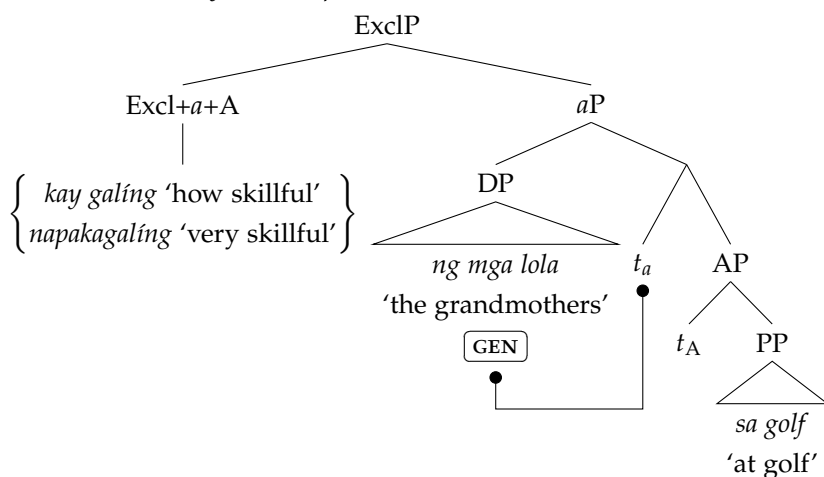 ExclP
Excl+a+A
aP
kay galíng ‘how skillful’
napakagalíng ‘very skillful’
DP
ng mga lola
‘the grandmothers’
GEN
t_a
AP
t_A
PP
sa golf
‘at golf’